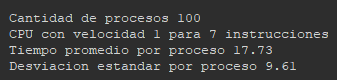 Cantidad de procesos 100
CPU con velocidad 1 para 7 instrucciones
Tiempo promedio por proceso 17.73
Desviacion estandar por proceso 9.61